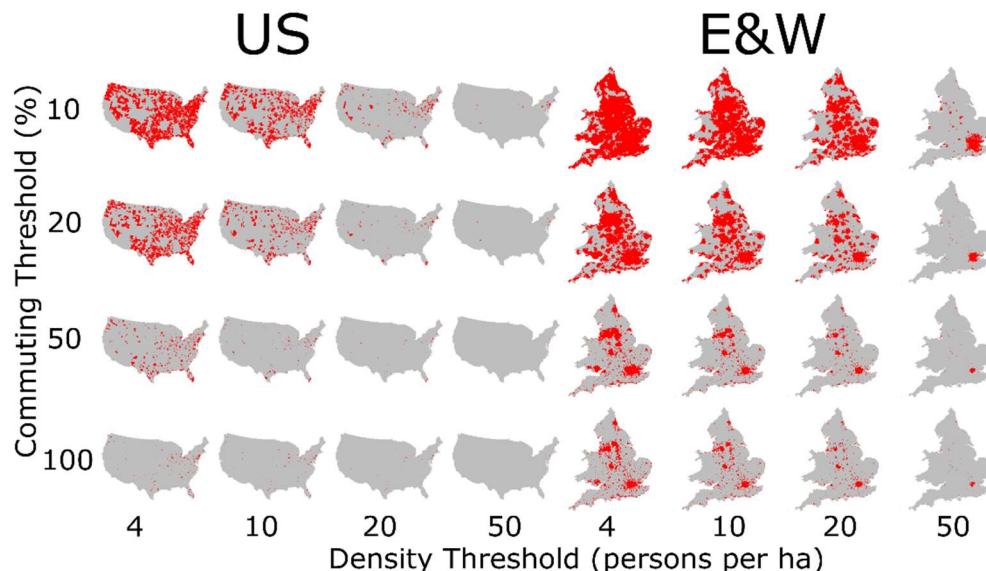 US E&W
Commuting Threshold (%)
10
20
50
100
4 10 20 50 4 10 20 50
Density Threshold (persons per ha)